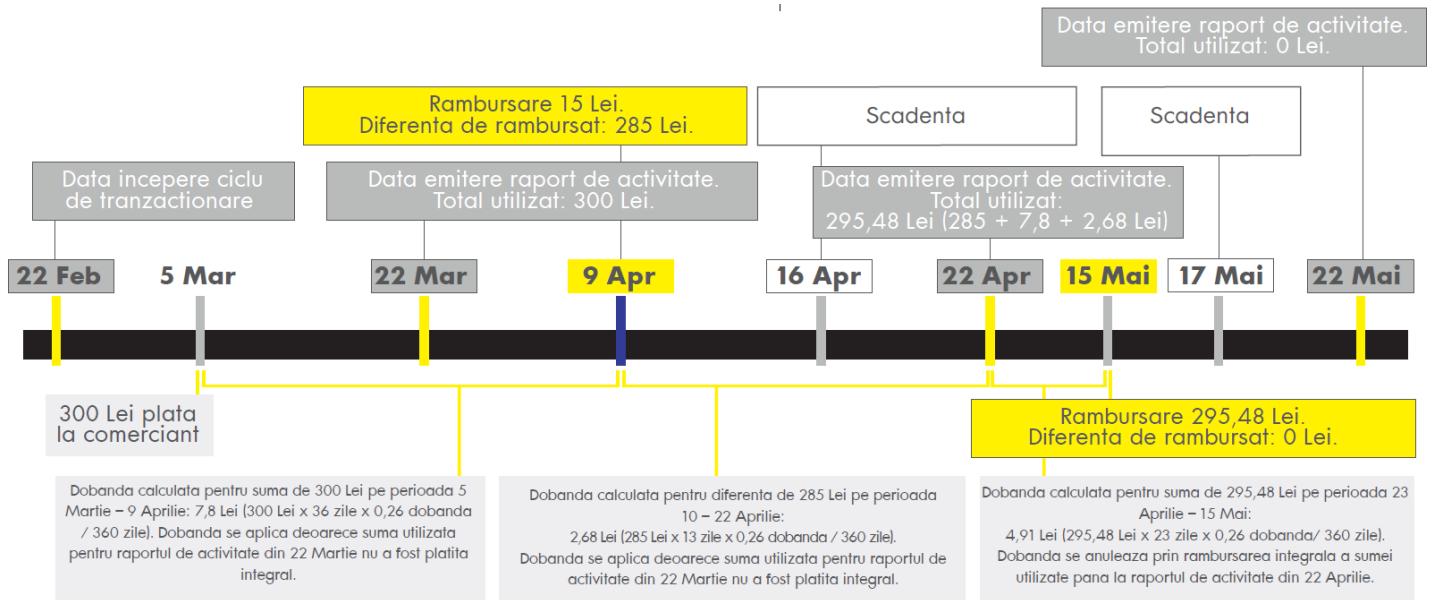 Data emitere raport de activitate.
Total utilizat: 0 Lei.
Rambursare 15 Lei.
Diferenta de rambursat: 285 Lei.
Scadenta
Scadenta
Data incepere ciclu
de tranzactionare
Data emitere raport de activitate.
Total utilizat: 300 Lei.
Data emitere raport de activitate.
Total utilizat:
295,48 Lei (285 + 7,8 + 2,68 Lei)
22 Feb
5 Mar
22 Mar
9 Apr
16 Apr
22 Apr
15 Mai
17 Mai
22 Mai
300 Lei plata
la comerciant
Rambursare 295,48 Lei.
Diferenta de rambursat: 0 Lei.
Dobanda calculata pentru suma de 300 Lei pe perioada 5
Martie – 9 Aprilie: 7,8 Lei (300 Lei x 36 zile x 0,26 dobanda
/ 360 zile). Dobanda se aplica deoarece suma utilizata
pentru raportul de activitate din 22 Martie nu a fost platita
integral.
Dobanda calculata pentru diferenta de 285 Lei pe perioada
10 – 22 Aprilie:
2,68 Lei (285 Lei x 13 zile x 0,26 dobanda / 360 zile).
Dobanda se aplica deoarece suma utilizata pentru raportul de
activitate din 22 Martie nu a fost platita integral.
Dobanda calculata pentru suma de 295,48 Lei pe perioada 23
Aprilie – 15 Mai:
4,91 Lei (295,48 Lei x 23 zile x 0,26 dobanda/ 360 zile).
Dobanda se anuleaza prin rambursarea integrala a sumei
utilizate pana la raportul de activitate din 22 Aprilie.